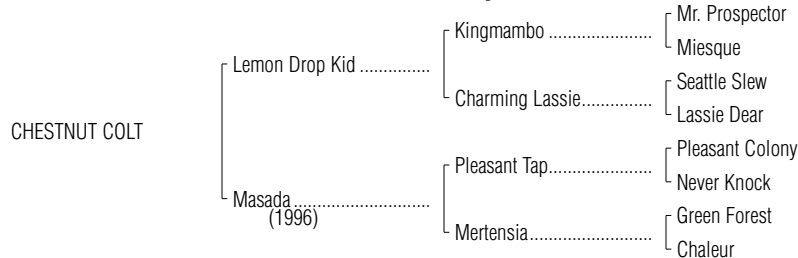 Mr. Prospector
Kingmambo ......................
Miesque
Lemon Drop Kid ...............
Seattle Slew
Charming Lassie...............
Lassie Dear
CHESTNUT COLT
Pleasant Colony
Pleasant Tap......................
Never Knock
Masada.............................
(1996)
Green Forest
Mertensia..........................
Chaleur